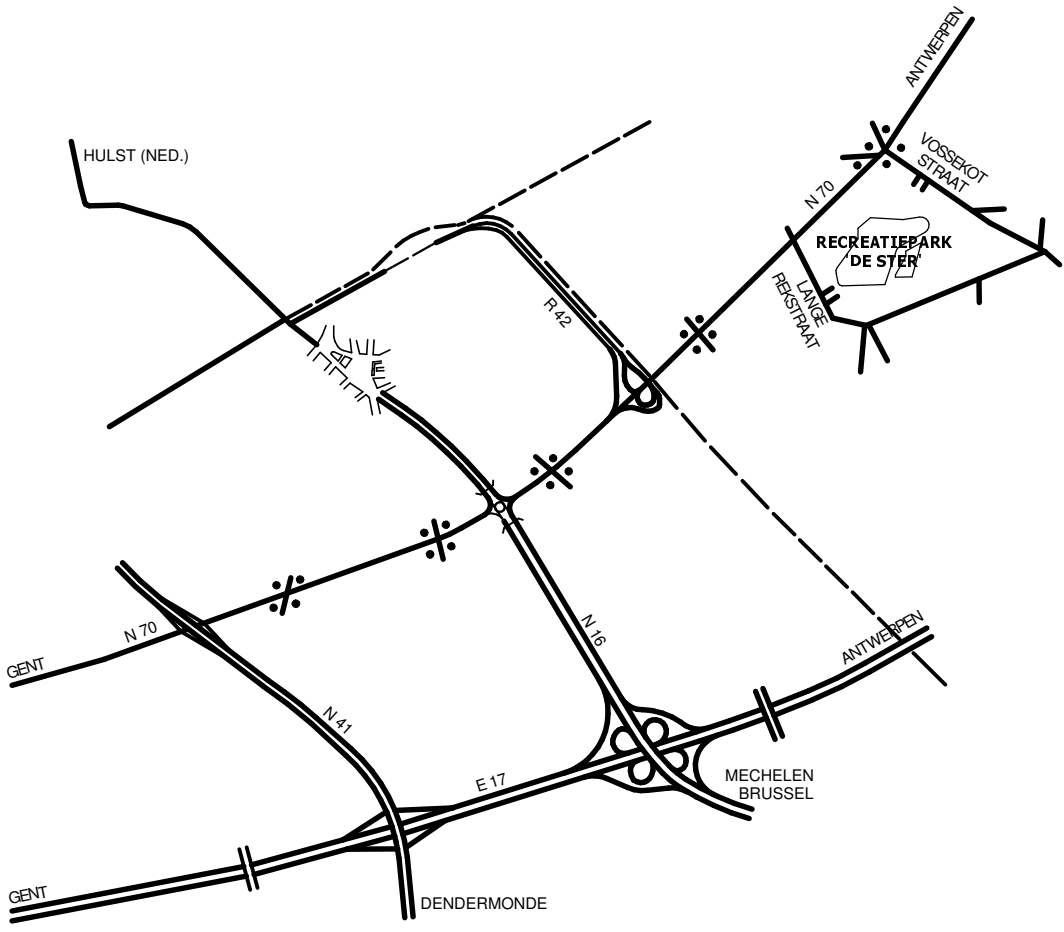 ANTWERPEN
HULST (NED.)
VOSSEKOT
STRAAT
N 70
RECREATIEPARK
'DE STER'
LANGE
REKSTRAAT
R 42
N 70
GENT
N 16
ANTWERPEN
N 41
E 17
MECHELEN
BRUSSEL
GENT
DENDERMONDE